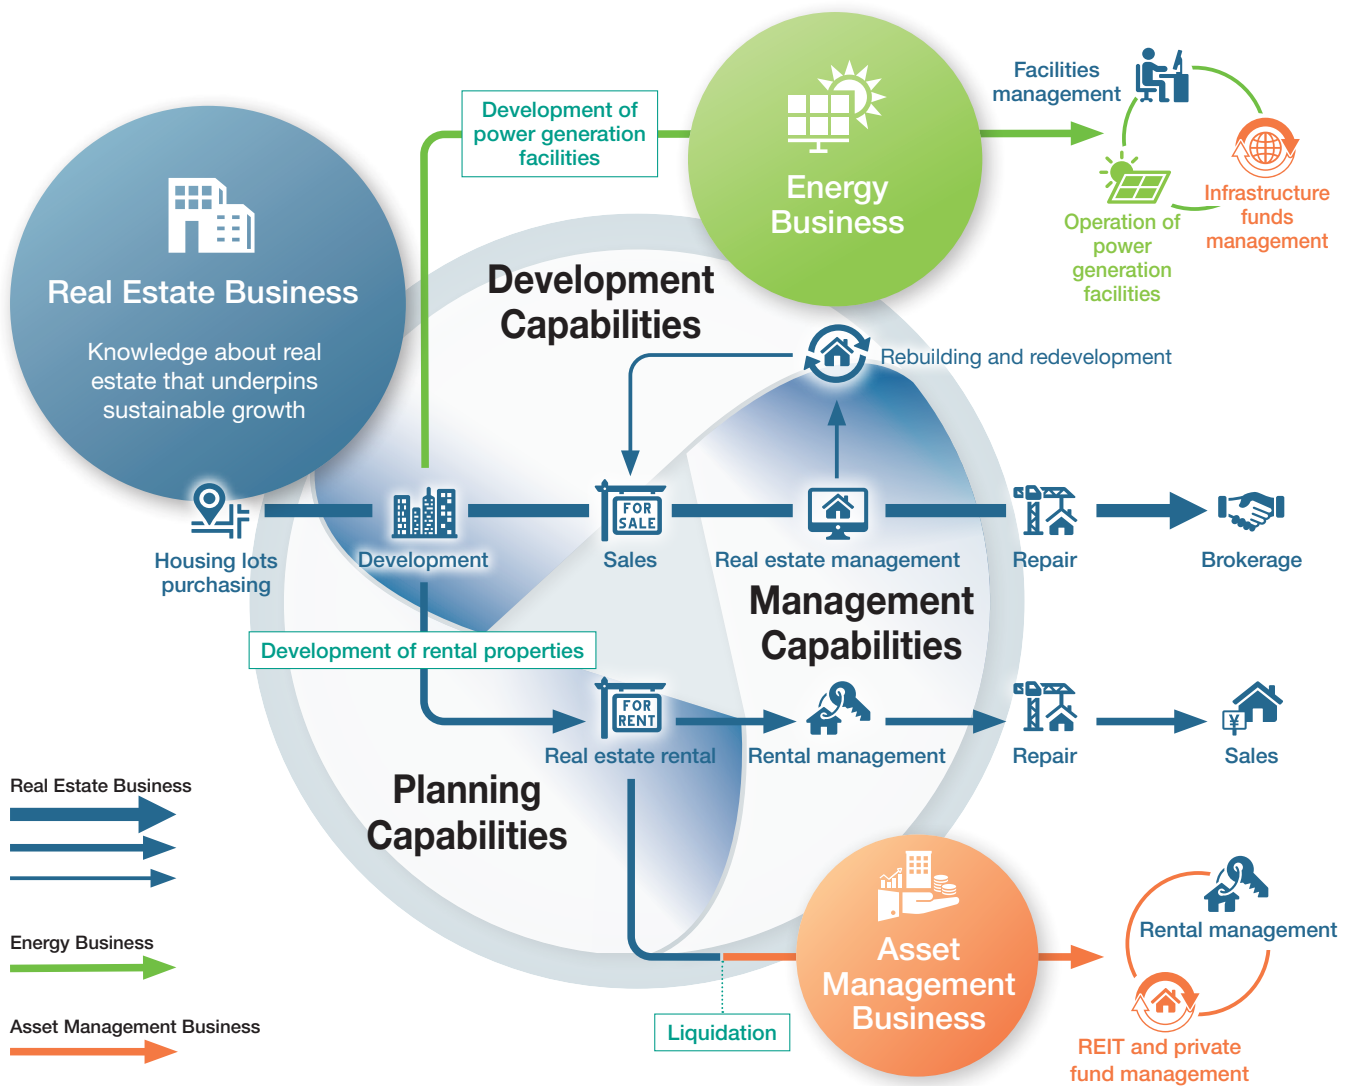 Facilities
management
Development of
power generation
facilities
Energy
Business
Infrastructure
funds
management
Operation of
power
generation
facilities
Real Estate Business
Knowledge about real
estate that underpins
sustainable growth
Development
Capabilities
Rebuilding and redevelopment
FOR
SALE
Housing lots
purchasing
Development
Sales
Real estate management
Repair
Brokerage
Management
Capabilities
Development of rental properties
FOR
RENT
¥
Real estate rental
Rental management
Repair
Sales
Planning
Capabilities
Real Estate Business
Energy Business
Asset Management Business
Asset
Management
Business
Liquidation
Rental management
REIT and private
fund management